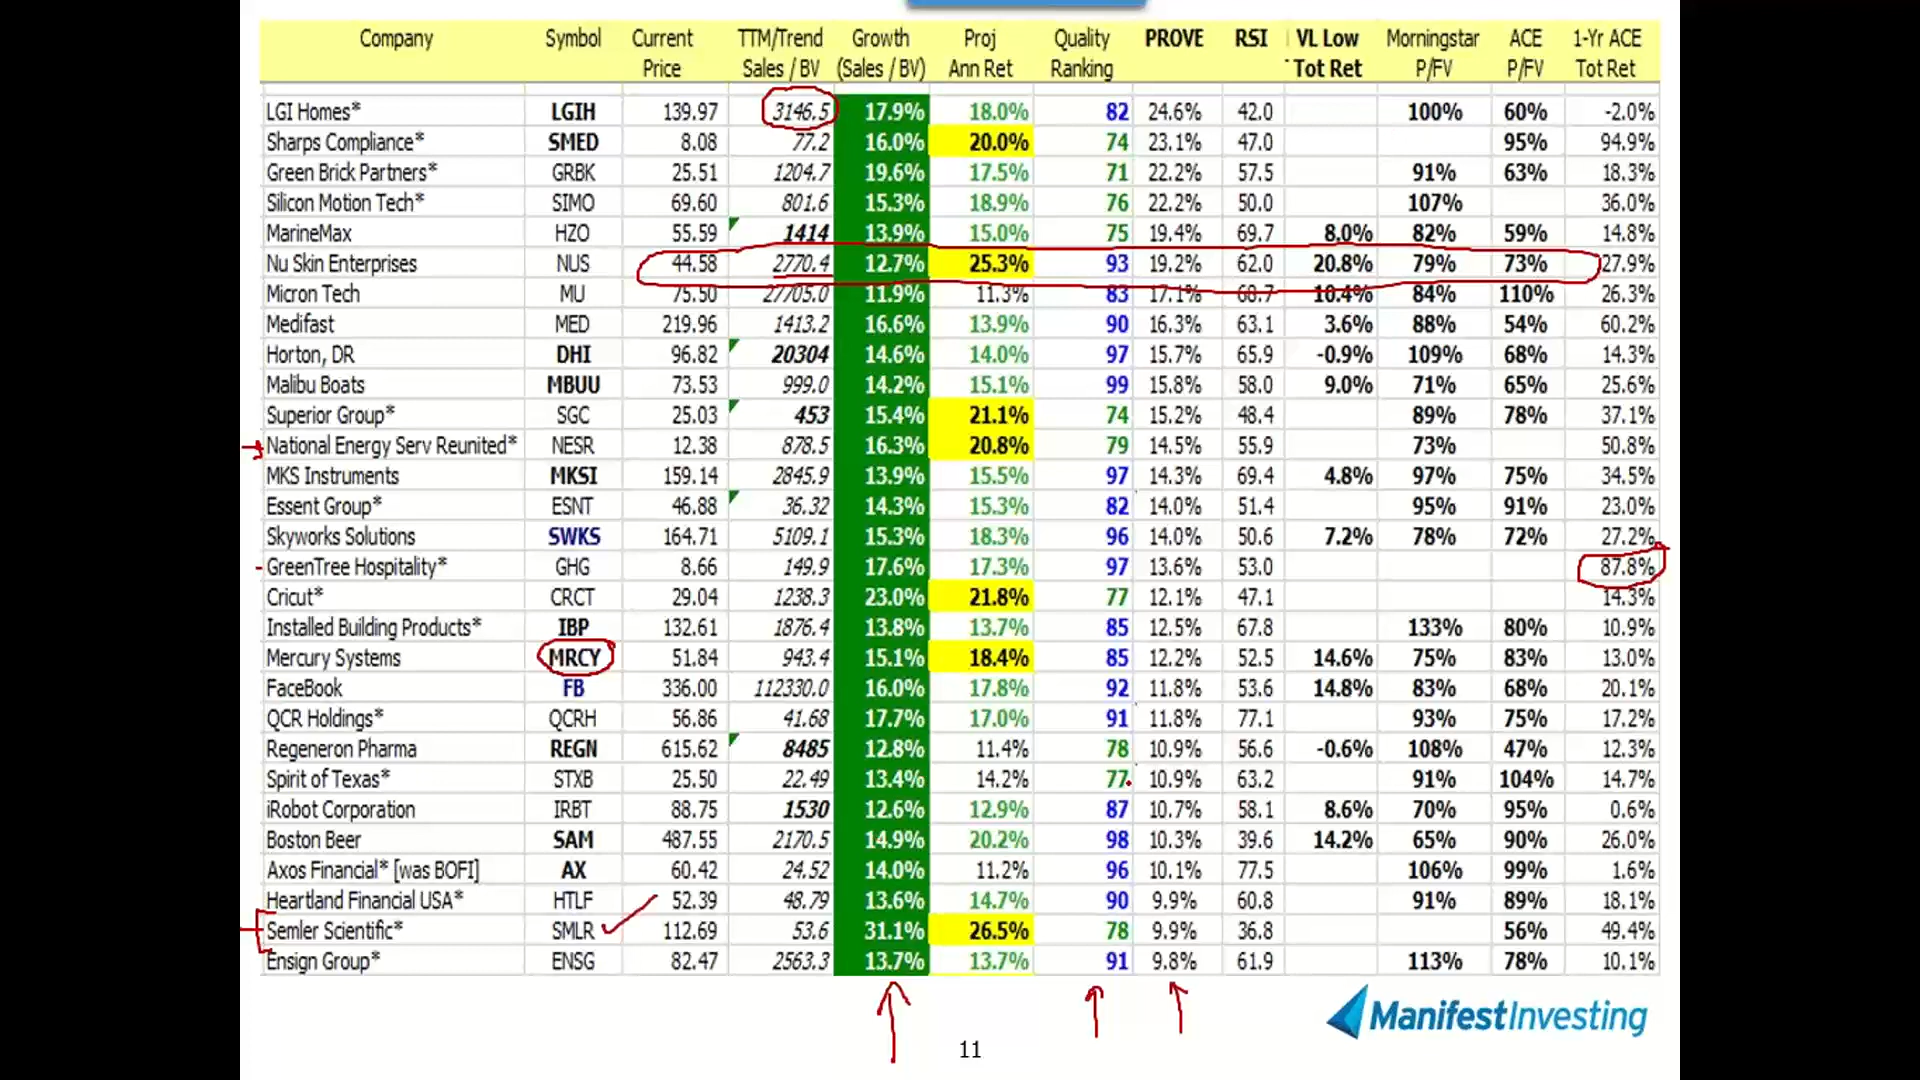 Company Symbol Current Price TTM/Trend Sales / BV Growth (Sales / BV) Proj Ann Ret Quality Ranking PROVE RSI VL Low Tot Ret Morningstar P/FV ACE P/FV 1-Yr ACE Tot Ret
LGI Homes* LGIH 139.97 3146.5 17.9% 18.0% 82 24.6% 42.0 100% 60% -2.0%
Sharps Compliance* SMED 8.08 77.2 16.0% 20.0% 74 23.1% 47.0 95% 94.9%
Green Brick Partners* GRBK 25.51 1204.7 19.6% 17.5% 71 22.2% 57.5 91% 63% 18.3%
Silicon Motion Tech* SIMO 69.60 801.6 15.3% 18.9% 76 22.2% 50.0 107% 36.0%
MarineMax HZO 55.59 1414 13.9% 15.0% 75 19.4% 69.7 8.0% 82% 59% 14.8%
Nu Skin Enterprises NUS 44.58 2770.4 12.7% 25.3% 93 19.2% 62.0 20.8% 79% 73% 27.9%
Micron Tech MU 75.50 27705.0 11.9% 11.3% 83 17.1% 68.7 10.4% 84% 110% 26.3%
Medifast MED 219.96 1413.2 16.6% 13.9% 90 16.3% 63.1 3.6% 88% 54% 60.2%
Horton, DR DHI 96.82 20304 14.6% 14.0% 97 15.7% 65.9 -0.9% 109% 68% 14.3%
Malibu Boats MBUU 73.53 999.0 14.2% 15.1% 99 15.8% 58.0 9.0% 71% 65% 25.6%
Superior Group* SGC 25.03 453 15.4% 21.1% 74 15.2% 48.4 89% 78% 37.1%
National Energy Serv Reunited* NESR 12.38 878.5 16.3% 20.8% 79 14.5% 55.9 73% 50.8%
MKS Instruments MKSI 159.14 2845.9 13.9% 15.5% 97 14.3% 69.4 4.8% 97% 75% 34.5%
Essent Group* ESNT 46.88 36.32 14.3% 15.3% 82 14.0% 51.4 95% 91% 23.0%
Skyworks Solutions SWKS 164.71 5109.1 15.3% 18.3% 96 14.0% 50.6 7.2% 78% 72% 27.2%
GreenTree Hospitality* GHG 8.66 149.9 17.6% 17.3% 97 13.6% 53.0 87.8%
Cricut* CRCT 29.04 1238.3 23.0% 21.8% 77 12.1% 47.1 14.3%
Installed Building Products* IBP 132.61 1876.4 13.8% 13.7% 85 12.5% 67.8 133% 80% 10.9%
Mercury Systems MRCY 51.84 943.4 15.1% 18.4% 85 12.2% 52.5 14.6% 75% 83% 13.0%
FaceBook FB 336.00 112330.0 16.0% 17.8% 92 11.8% 53.6 14.8% 83% 68% 20.1%
QCR Holdings* QCRH 56.86 41.68 17.7% 17.0% 91 11.8% 77.1 93% 75% 17.2%
Regeneron Pharma REGN 615.62 8485 12.8% 11.4% 78 10.9% 56.6 -0.6% 108% 47% 12.3%
Spirit of Texas* STXB 25.50 22.49 13.4% 14.2% 77 10.9% 63.2 91% 104% 14.7%
iRobot Corporation IRBT 88.75 1530 12.6% 12.9% 87 10.7% 58.1 8.6% 70% 95% 0.6%
Boston Beer SAM 487.55 2170.5 14.9% 20.2% 98 10.3% 39.6 14.2% 65% 90% 26.0%
Axos Financial* [was BOFI] AX 60.42 24.52 14.0% 11.2% 96 10.1% 77.5 106% 99% 1.6%
Heartland Financial USA* HTLF 52.39 48.79 13.6% 14.7% 90 9.9% 60.8 91% 89% 18.1%
Semler Scientific* SMLR 112.69 53.6 31.1% 26.5% 78 9.9% 36.8 56% 49.4%
Ensign Group* ENSG 82.47 2563.3 13.7% 13.7% 91 9.8% 61.9 113% 78% 10.1%
ManifestInvesting
11